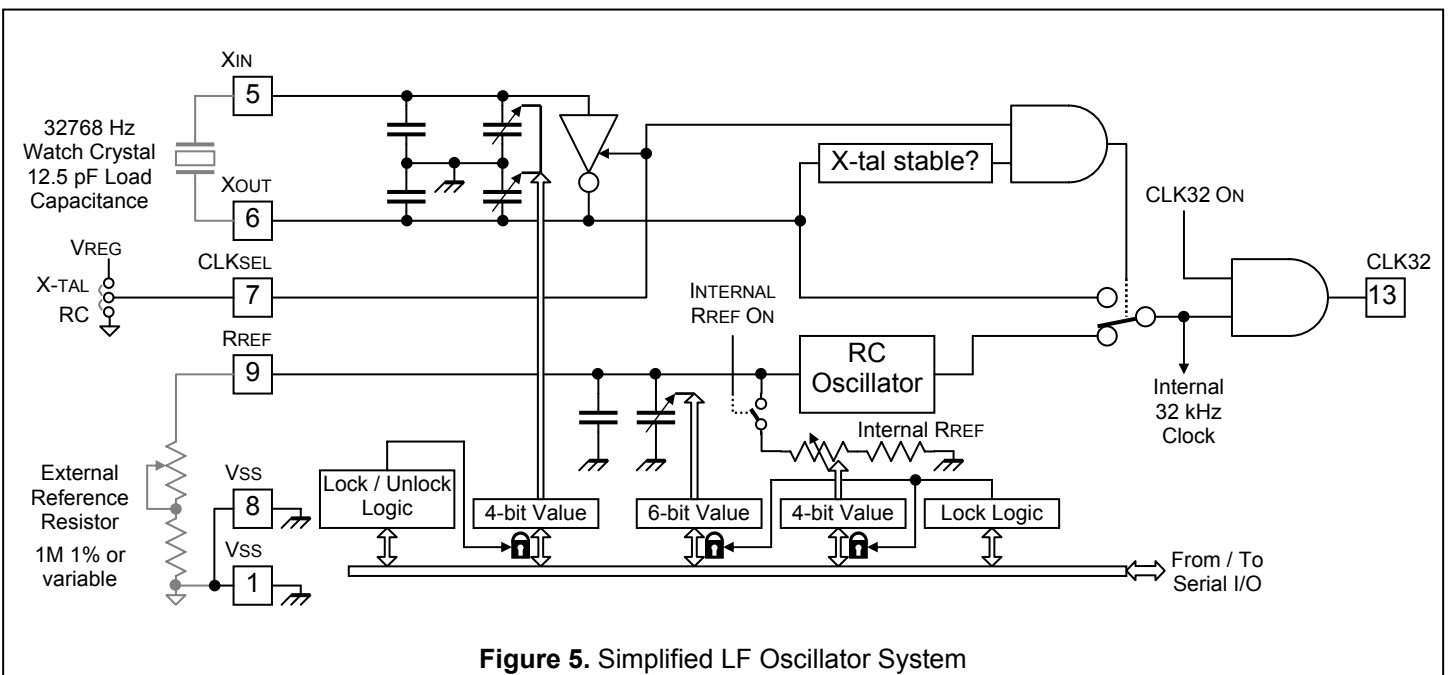 XIN
5
32768 Hz
Watch Crystal
12.5 pF Load
Capacitance
XOUT
6
X-tal stable?
CLK32 ON
VREG
X-TAL
RC
CLKSEL
7
CLK32
13
INTERNAL
RREF ON
RREF
9
RC
Oscillator
Internal
32 kHz
Clock
Internal RREF
External
Reference
Resistor
1M 1% or
variable
VSS
8
VSS
1
Lock / Unlock
Logic
4-bit Value
6-bit Value
4-bit Value
Lock Logic
From / To
Serial I/O
Figure 5. Simplified LF Oscillator System